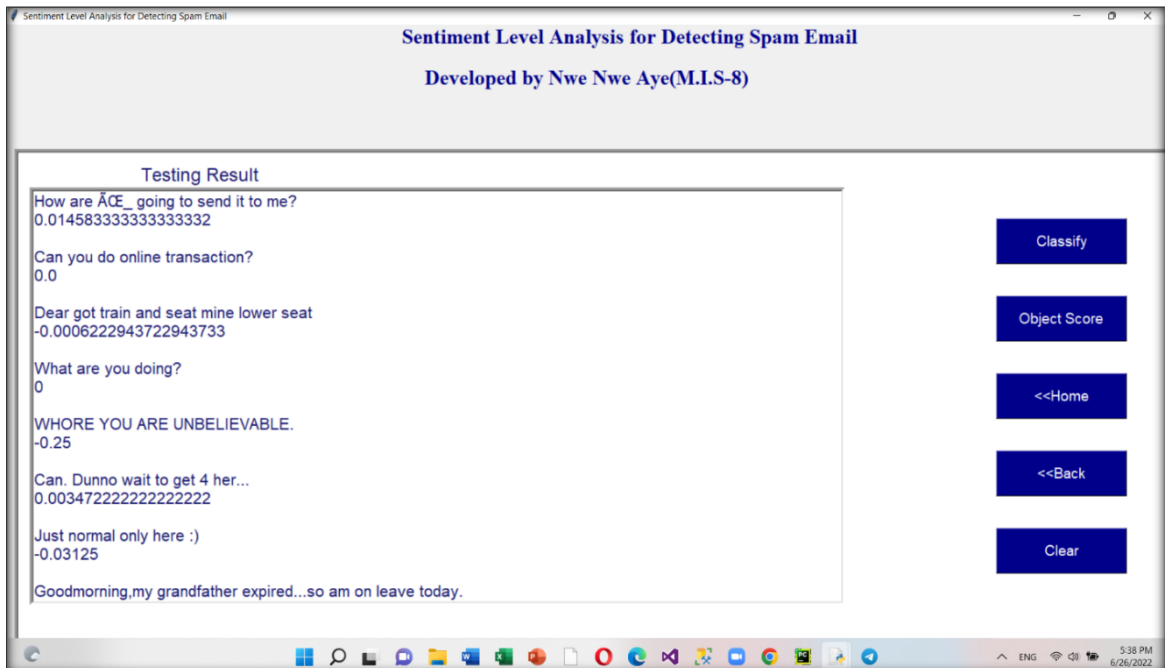 Sentiment Level Analysis for Detecting Spam Email
Sentiment Level Analysis for Detecting Spam Email
Developed by Nwe Nwe Aye(M.I.S-8)
Testing Result
How are ÃŒ_ going to send it to me?
0.014583333333333332
Can you do online transaction?
0.0
Dear got train and seat mine lower seat
-0.0006222943722943733
What are you doing?
0
WHORE YOU ARE UNBELIEVABLE.
-0.25
Can. Dunno wait to get 4 her...
0.003472222222222222
Just normal only here :)
-0.03125
Goodmorning,my grandfather expired...so am on leave today.
Classify
Object Score
<<Home
<<Back
Clear
ENG
5:38 PM
6/26/2022